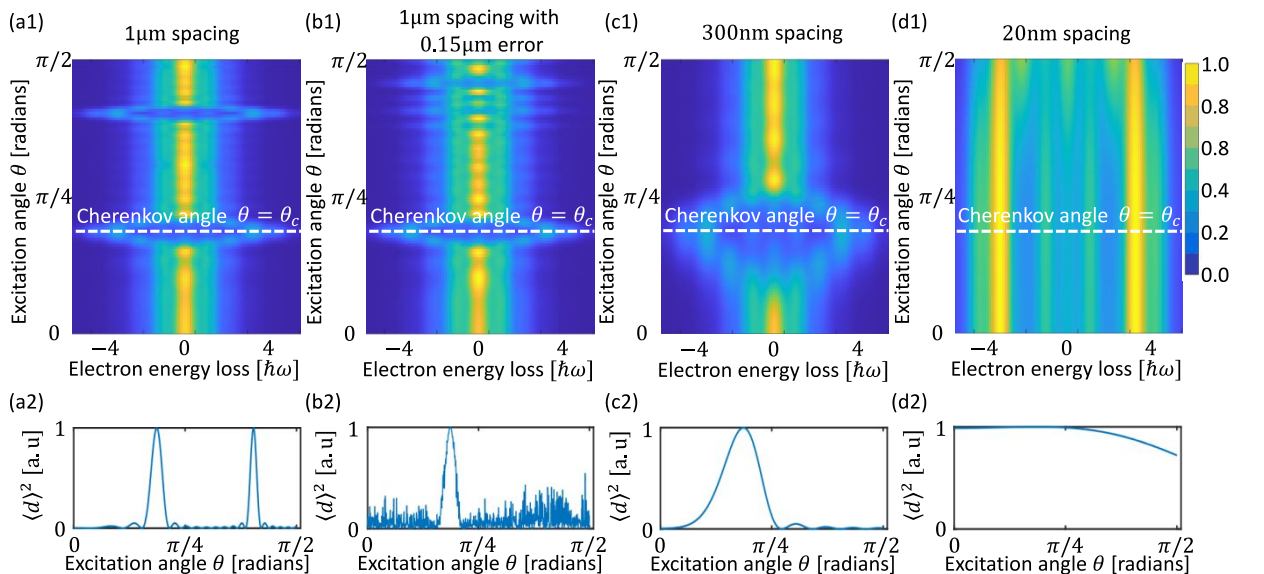 (a1)
1μm spacing
π/2
π/4
0
Excitation angle θ [radians]
Cherenkov angle θ = θc
−4 0 4
Electron energy loss [ħω]
(b1)
1μm spacing with
0.15μm error
π/2
π/4
0
Excitation angle θ [radians]
Cherenkov angle θ = θc
−4 0 4
Electron energy loss [ħω]
(c1)
300nm spacing
π/2
π/4
0
Excitation angle θ [radians]
Cherenkov angle θ = θc
−4 0 4
Electron energy loss [ħω]
(d1)
20nm spacing
π/2
π/4
0
Excitation angle θ [radians]
Cherenkov angle θ = θc
−4 0 4
Electron energy loss [ħω]
1.0
0.8
0.8
0.4
0.2
0.0
(a2)
1
0
⟨d⟩² [a.u]
0 π/4 π/2
Excitation angle θ [radians]
(b2)
1
0
⟨d⟩² [a.u]
0 π/4 π/2
Excitation angle θ [radians]
(c2)
1
0
⟨d⟩² [a.u]
0 π/4 π/2
Excitation angle θ [radians]
(d2)
1
0
⟨d⟩² [a.u]
0 π/4 π/2
Excitation angle θ [radians]